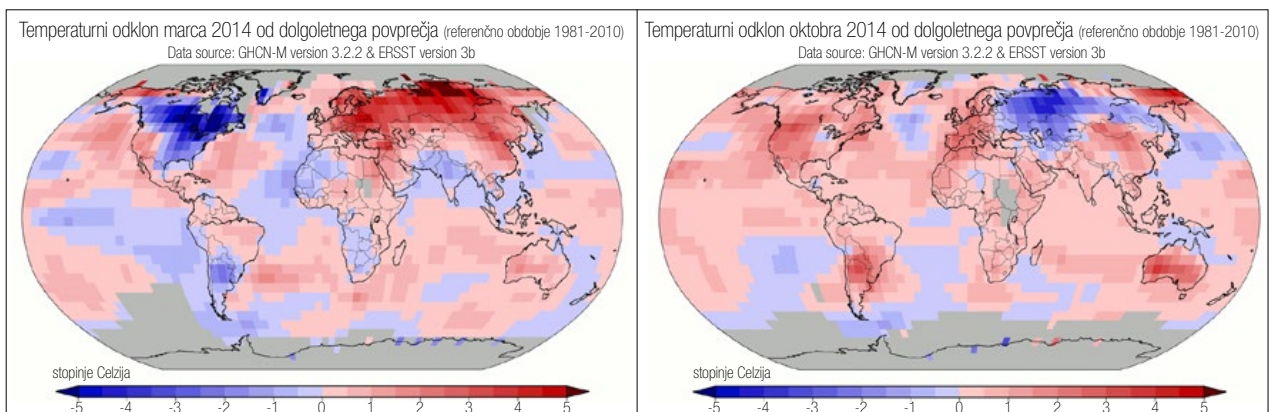 Temperaturni odklon marca 2014 od dolgoletnega povprečja (referenčno obdobje 1981-2010)
Data source: GHCN-M version 3.2.2 & ERSST version 3b
stopinje Celzija
-5 -4 -3 -2 -1 0 1 2 3 4 5
Temperaturni odklon oktobra 2014 od dolgoletnega povprečja (referenčno obdobje 1981-2010)
Data source: GHCN-M version 3.2.2 & ERSST version 3b
stopinje Celzija
-5 -4 -3 -2 -1 0 1 2 3 4 5